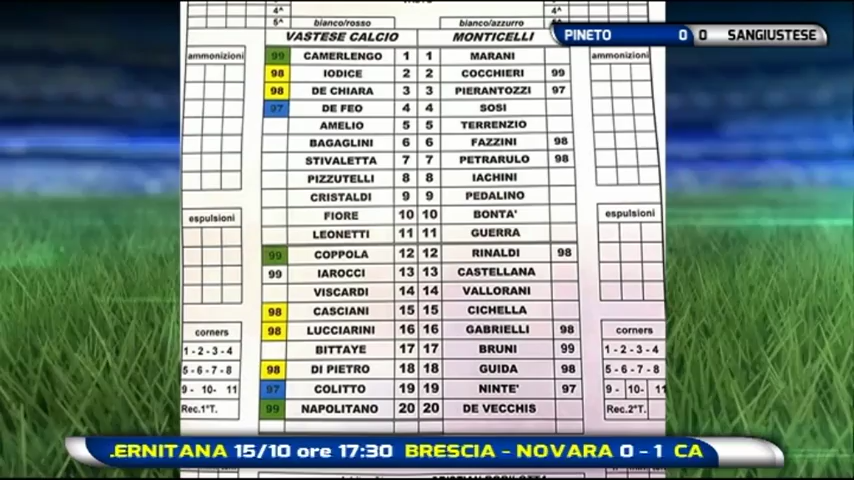 4^
5^ bianco/rosso bianco/azzurro 5^
PINETO 0 0 SANGIUSTESE
VASTESE CALCIO MONTICELLI
ammonizioni ammonizioni
99 CAMERLENGO 1 1 MARANI
98 IODICE 2 2 COCCHIERI 99
98 DE CHIARA 3 3 PIERANTOZZI 97
97 DE FEO 4 4 SOSI
AMELIO 5 5 TERRENZIO
BAGAGLINI 6 6 FAZZINI 98
STIVALETTA 7 7 PETRARULO 98
PIZZUTELLI 8 8 IACHINI
CRISTALDI 9 9 PEDALINO
FIORE 10 10 BONTA'
espulsioni espulsioni
LEONETTI 11 11 GUERRA
99 COPPOLA 12 12 RINALDI 98
99 IAROCCI 13 13 CASTELLANA
VISCARDI 14 14 VALLORANI
98 CASCIANI 15 15 CICHELLA
98 LUCCIARINI 16 16 GABRIELLI 98
corners corners
1 - 2 - 3 - 4 BITTAYE 17 17 BRUNI 99 1 - 2 - 3 - 4
5 - 6 - 7 - 8 98 DI PIETRO 18 18 GUIDA 98 5 - 6 - 7 - 8
9 - 10- 11 97 COLITTO 19 19 NINTE' 97 9 - 10- 11
Rec.1°T. 99 NAPOLITANO 20 20 DE VECCHIS Rec.2°T.
ERNITANA 15/10 ore 17:30 BRESCIA - NOVARA 0 - 1 CA